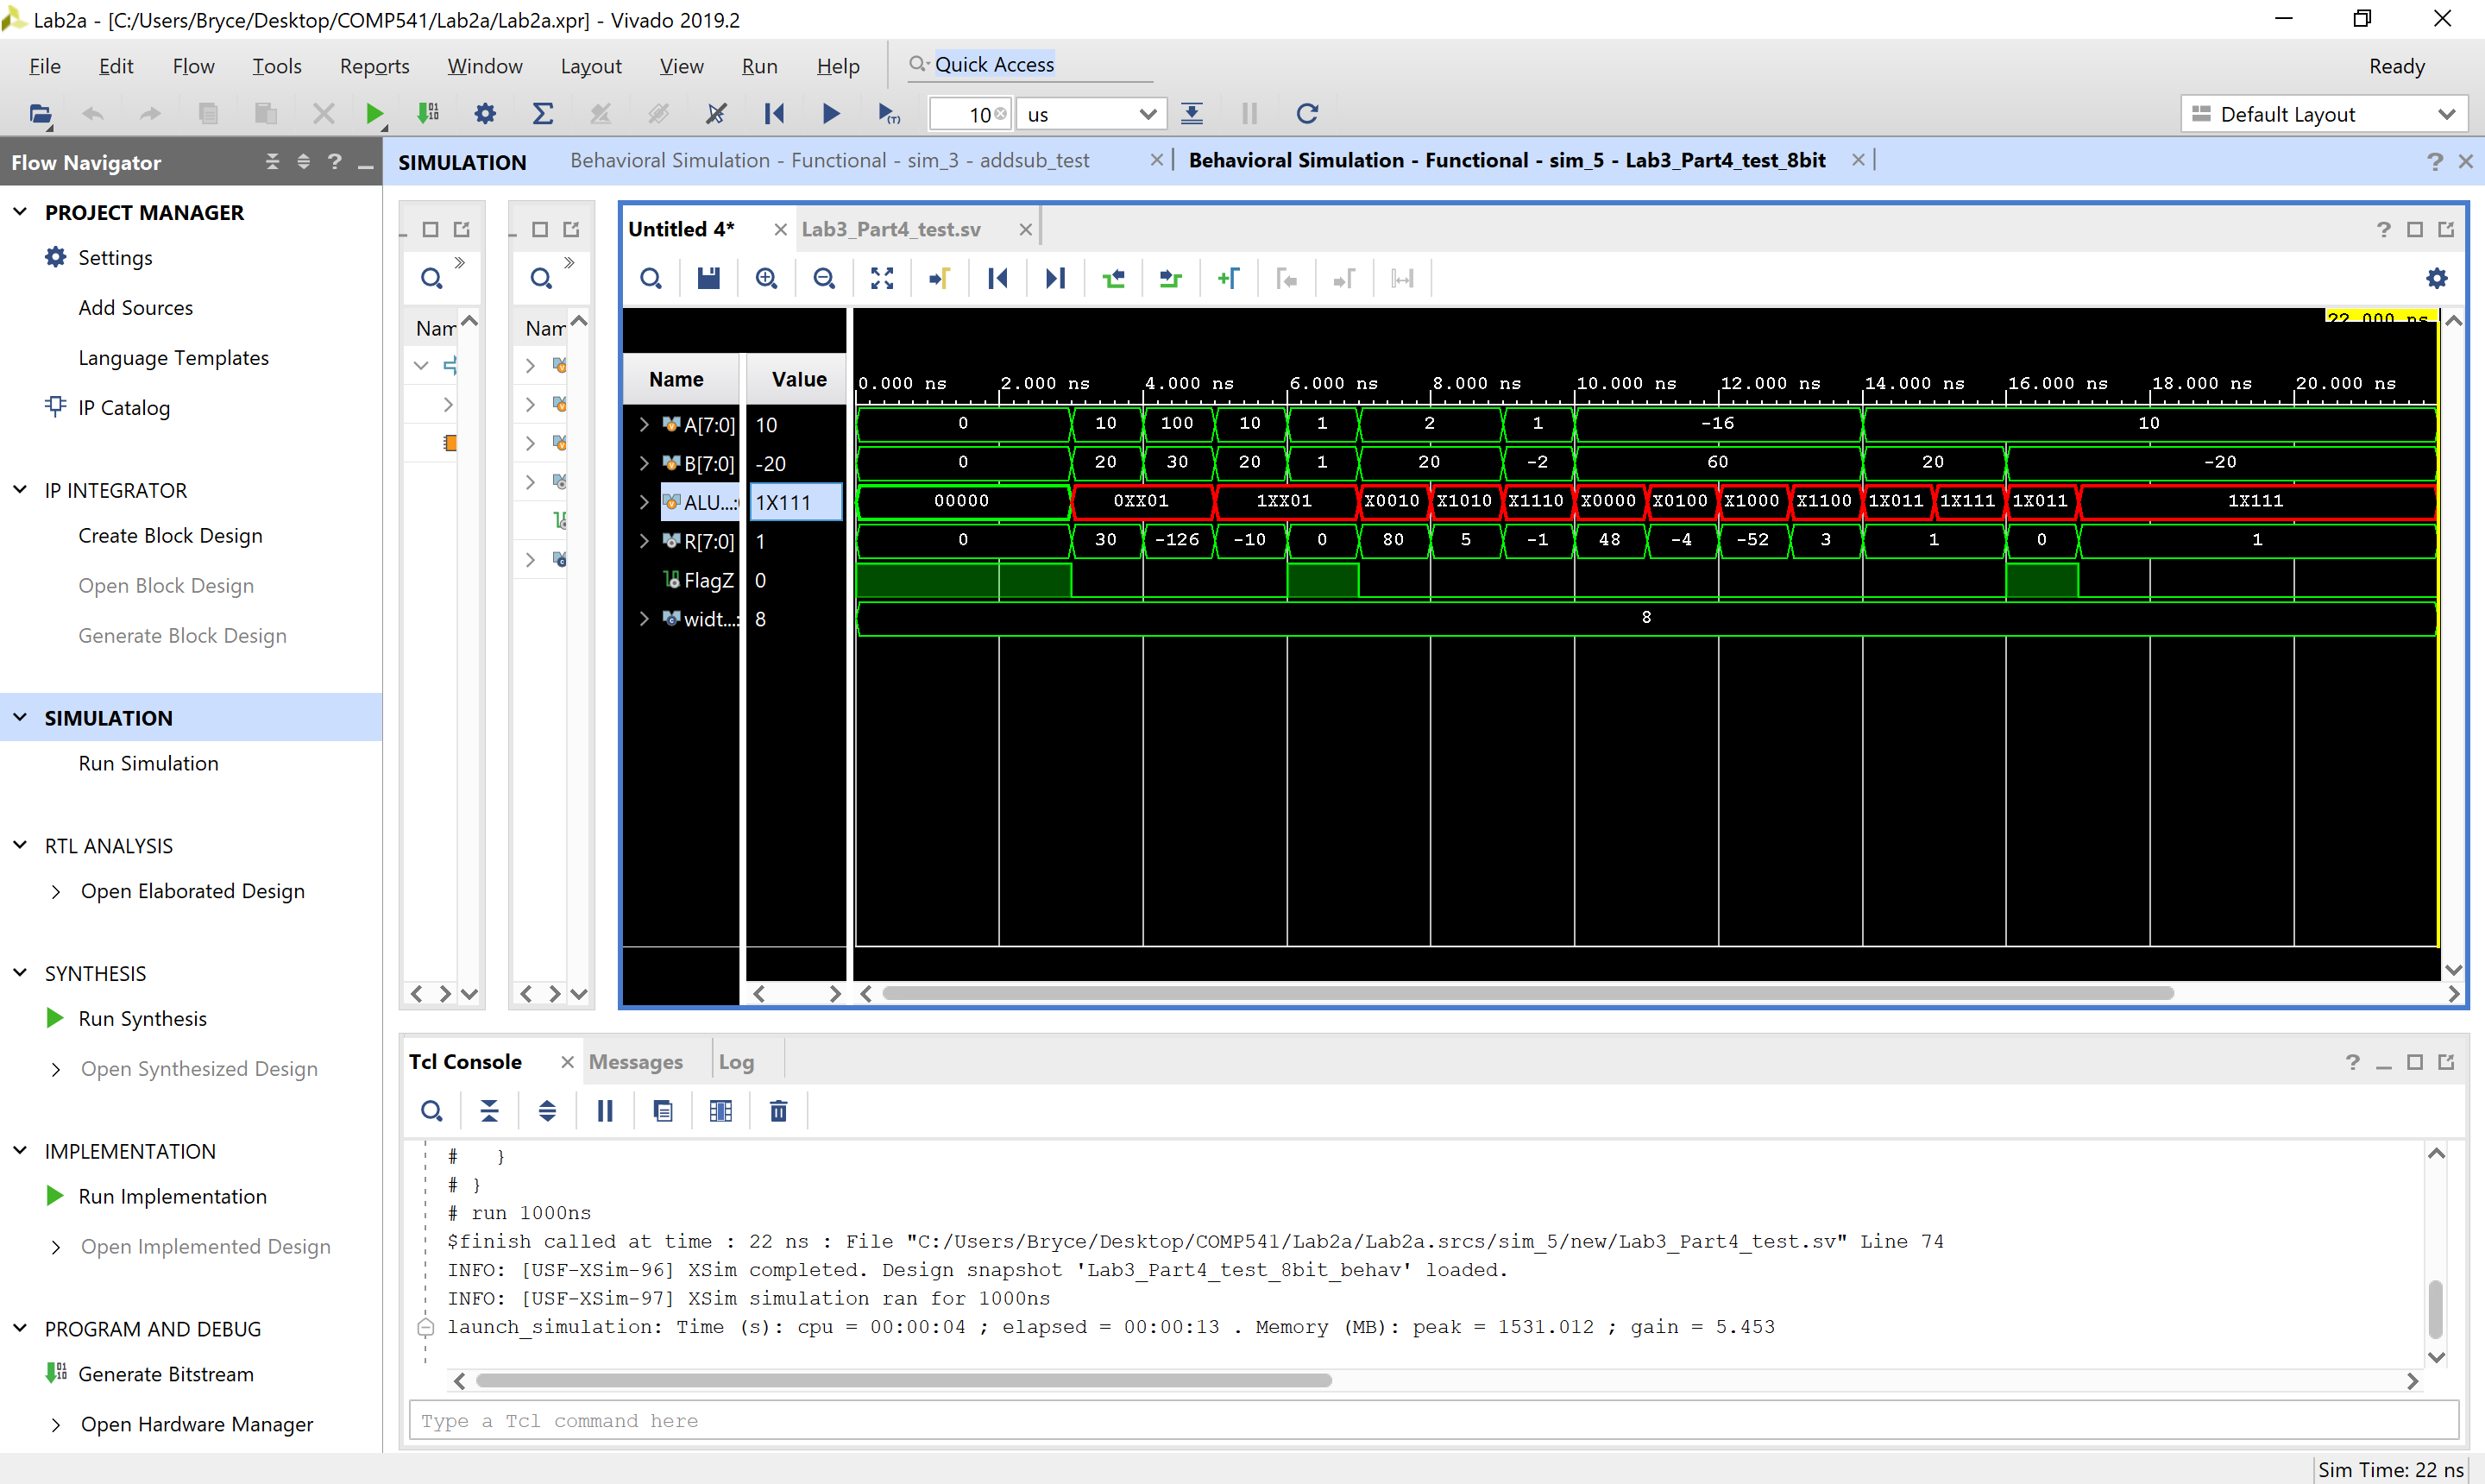 Lab2a - [C:/Users/Bryce/Desktop/COMP541/Lab2a/Lab2a.xpr] - Vivado 2019.2
File Edit Flow Tools Reports Window Layout View Run Help Quick Access Ready
10 us Default Layout
Flow Navigator
SIMULATION Behavioral Simulation - Functional - sim_3 - addsub_test Behavioral Simulation - Functional - sim_5 - Lab3_Part4_test_8bit
PROJECT MANAGER
Settings
Add Sources
Language Templates
IP Catalog
IP INTEGRATOR
Create Block Design
Open Block Design
Generate Block Design
SIMULATION
Run Simulation
RTL ANALYSIS
Open Elaborated Design
SYNTHESIS
Run Synthesis
Open Synthesized Design
IMPLEMENTATION
Run Implementation
Open Implemented Design
PROGRAM AND DEBUG
Generate Bitstream
Open Hardware Manager
Nam
Nam
Untitled 4* Lab3_Part4_test.sv
22.000 ns
Name Value 0.000 ns 2.000 ns 4.000 ns 6.000 ns 8.000 ns 10.000 ns 12.000 ns 14.000 ns 16.000 ns 18.000 ns 20.000 ns
A[7:0] 10 0 10 100 10 1 2 1 -16 10
B[7:0] -20 0 20 30 20 1 20 -2 60 20 -20
ALU...: 1X111 00000 0XX01 1XX01 X0010 X1010 X1110 X0000 X0100 X1000 X1100 1X011 1X111 1X011 1X111
R[7:0] 1 0 30 -126 -10 0 80 5 -1 48 -4 -52 3 1 0 1
FlagZ 0
widt...: 8 8
Tcl Console Messages Log
# }
# }
# run 1000ns
$finish called at time : 22 ns : File "C:/Users/Bryce/Desktop/COMP541/Lab2a/Lab2a.srcs/sim_5/new/Lab3_Part4_test.sv" Line 74
INFO: [USF-XSim-96] XSim completed. Design snapshot 'Lab3_Part4_test_8bit_behav' loaded.
INFO: [USF-XSim-97] XSim simulation ran for 1000ns
launch_simulation: Time (s): cpu = 00:00:04 ; elapsed = 00:00:13 . Memory (MB): peak = 1531.012 ; gain = 5.453
Type a Tcl command here
Sim Time: 22 ns